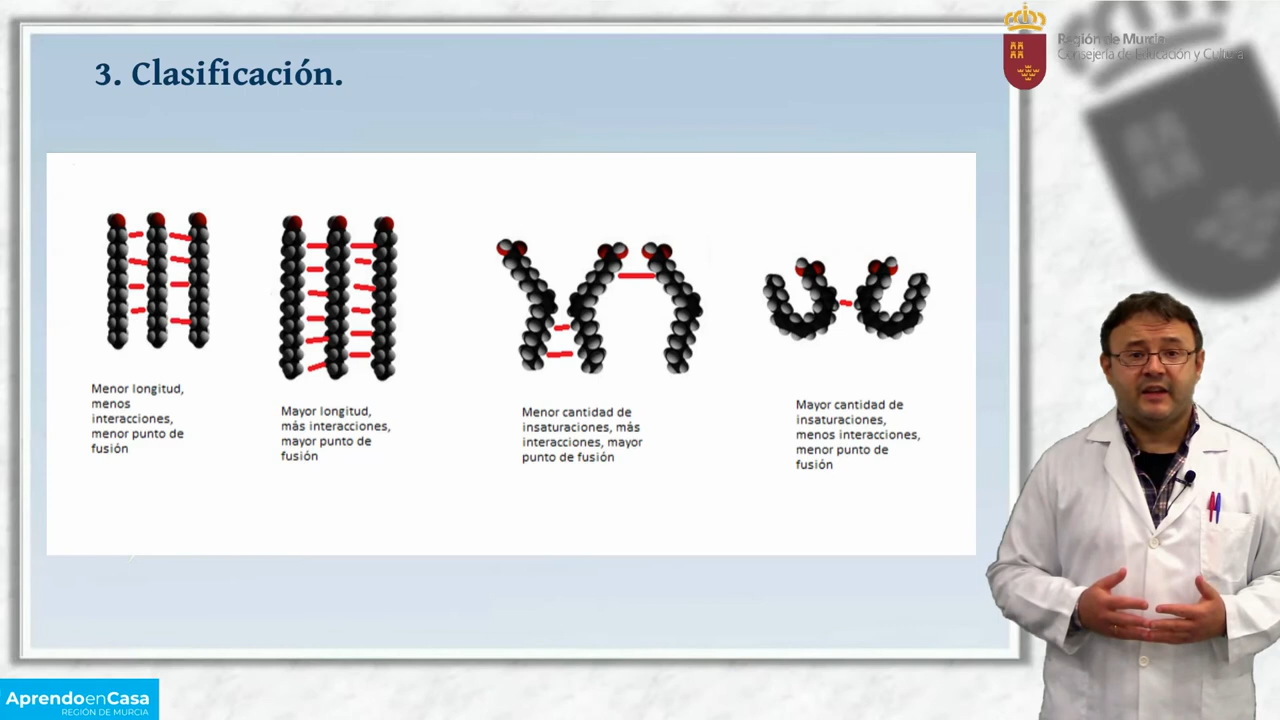 3. Clasificación.
Región de Murcia
Consejería de Educación y Cultura
Menor longitud,
menos
interacciones,
menor punto de
fusión
Mayor longitud,
más interacciones,
mayor punto de
fusión
Menor cantidad de
insaturaciones, más
interacciones, mayor
punto de fusión
Mayor cantidad de
insaturaciones,
menos interacciones,
menor punto de
fusión
AprendoenCasa
REGIÓN DE MURCIA